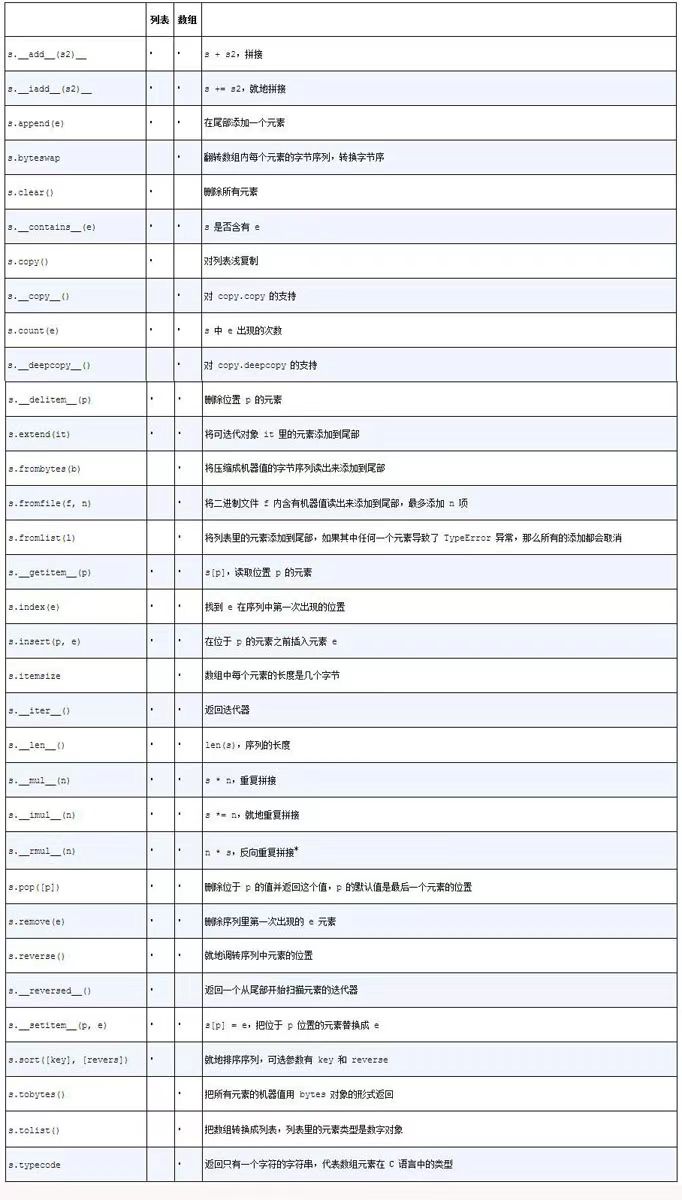 列表 数组
s.__add__(s2)__ • • s + s2，拼接
s.__iadd__(s2)__ • • s += s2，就地拼接
s.append(e) • • 在尾部添加一个元素
s.byteswap • 翻转数组内每个元素的字节序列，转换字节序
s.clear() • 删除所有元素
s.__contains__(e) • • s 是否含有 e
s.copy() • 对列表浅复制
s.__copy__() • 对 copy.copy 的支持
s.count(e) • • s 中 e 出现的次数
s.__deepcopy__() • 对 copy.deepcopy 的支持
s.__delitem__(p) • • 删除位置 p 的元素
s.extend(it) • • 将可迭代对象 it 里的元素添加到尾部
s.frombytes(b) • 将压缩成机器值的字节序列读出来添加到尾部
s.fromfile(f, n) • 将二进制文件 f 内含有机器值读出来添加到尾部，最多添加 n 项
s.fromlist(l) • 将列表里的元素添加到尾部，如果其中任何一个元素导致了 TypeError 异常，那么所有的添加都会取消
s.__getitem__(p) • • s[p]，读取位置 p 的元素
s.index(e) • • 找到 e 在序列中第一次出现的位置
s.insert(p, e) • • 在位于 p 的元素之前插入元素 e
s.itemsize • 数组中每个元素的长度是几个字节
s.__iter__() • • 返回迭代器
s.__len__() • • len(s)，序列的长度
s.__mul__(n) • • s * n，重复拼接
s.__imul__(n) • • s *= n，就地重复拼接
s.__rmul__(n) • • n * s，反向重复拼接*
s.pop([p]) • • 删除位于 p 的值并返回这个值，p 的默认值是最后一个元素的位置
s.remove(e) • • 删除序列里第一次出现的 e 元素
s.reverse() • • 就地调转序列中元素的位置
s.__reversed__() • 返回一个从尾部开始扫描元素的迭代器
s.__setitem__(p, e) • • s[p] = e，把位于 p 位置的元素替换成 e
s.sort([key], [revers]) • 就地排序序列，可选参数有 key 和 reverse
s.tobytes() • 把所有元素的机器值用 bytes 对象的形式返回
s.tolist() • 把数组转换成列表，列表里的元素类型是数字对象
s.typecode • 返回只有一个字符的字符串，代表数组元素在 C 语言中的类型